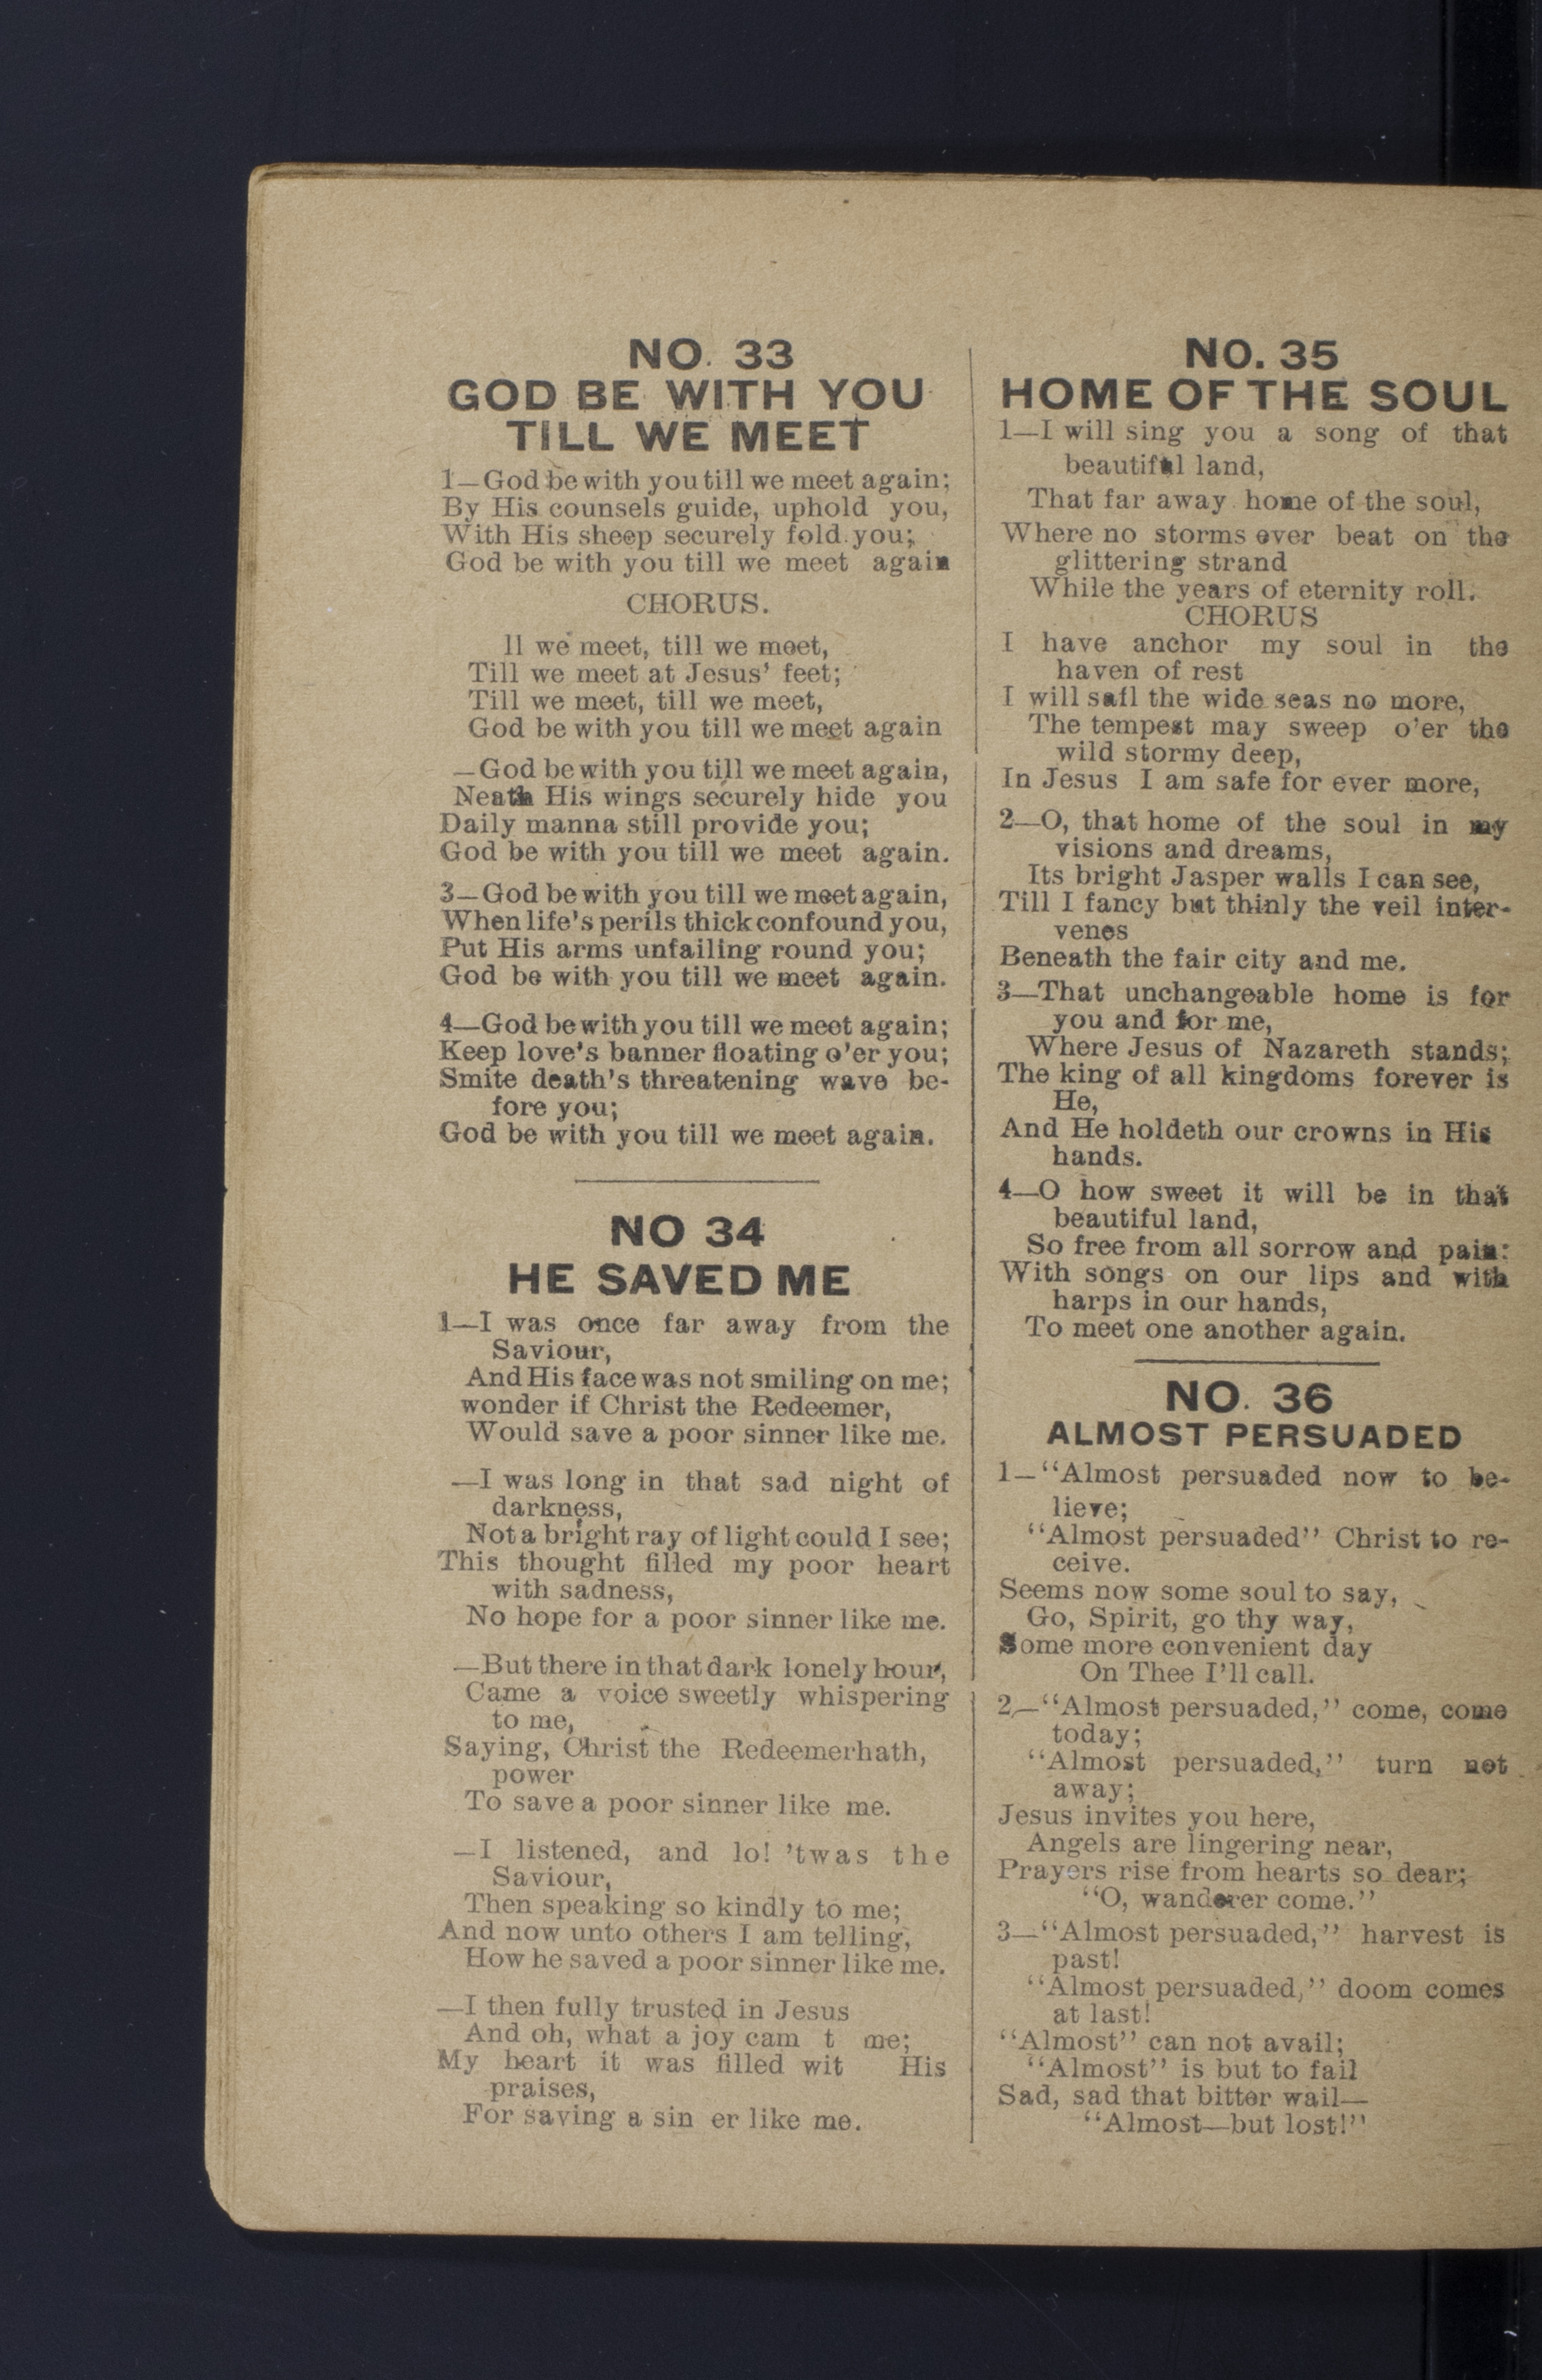 NO. 33
GOD BE WITH YOU
TILL WE MEET
1—God be with you till we meet again;
By His counsels guide, uphold you,
With His sheep securely fold you;
God be with you till we meet again
CHORUS.
ll we meet, till we meet,
Till we meet at Jesus' feet;
Till we meet, till we meet,
God be with you till we meet again
—God be with you till we meet again,
Neath His wings securely hide you
Daily manna still provide you;
God be with you till we meet again.
3—God be with you till we meet again,
When life's perils thick confound you,
Put His arms unfailing round you;
God be with you till we meet again.
4—God be with you till we meet again;
Keep love's banner floating o'er you;
Smite death's threatening wave be-
fore you;
God be with you till we meet again.
NO 34
HE SAVED ME
1—I was once far away from the
Saviour,
And His face was not smiling on me;
wonder if Christ the Redeemer,
Would save a poor sinner like me.
—I was long in that sad night of
darkness,
Not a bright ray of light could I see;
This thought filled my poor heart
with sadness,
No hope for a poor sinner like me.
—But there in that dark lonely hour,
Came a voice sweetly whispering
to me,
Saying, Christ the Redeemerhath,
power
To save a poor sinner like me.
—I listened, and lo! 'twas the
Saviour,
Then speaking so kindly to me;
And now unto others I am telling,
How he saved a poor sinner like me.
—I then fully trusted in Jesus
And oh, what a joy cam t me;
My heart it was filled wit His
praises,
For saving a sin er like me.
NO. 35
HOME OF THE SOUL
1—I will sing you a song of that
beautiful land,
That far away home of the soul,
Where no storms ever beat on the
glittering strand
While the years of eternity roll.
CHORUS
I have anchor my soul in the
haven of rest
I will sail the wide seas no more,
The tempest may sweep o'er the
wild stormy deep,
In Jesus I am safe for ever more,
2—O, that home of the soul in my
visions and dreams,
Its bright Jasper walls I can see,
Till I fancy but thinly the veil inter-
venes
Beneath the fair city and me.
3—That unchangeable home is for
you and for me,
Where Jesus of Nazareth stands;
The king of all kingdoms forever is
He,
And He holdeth our crowns in His
hands.
4—O how sweet it will be in that
beautiful land,
So free from all sorrow and pain:
With songs on our lips and with
harps in our hands,
To meet one another again.
NO. 36
ALMOST PERSUADED
1—"Almost persuaded now to be-
lieve;
"Almost persuaded" Christ to re-
ceive.
Seems now some soul to say,
Go, Spirit, go thy way,
Some more convenient day
On Thee I'll call.
2—"Almost persuaded," come, come
today;
"Almost persuaded," turn not
away;
Jesus invites you here,
Angels are lingering near,
Prayers rise from hearts so dear;
"O, wanderer come."
3—"Almost persuaded," harvest is
past!
"Almost persuaded," doom comes
at last!
"Almost" can not avail;
"Almost" is but to fail
Sad, sad that bitter wail—
"Almost—but lost!"